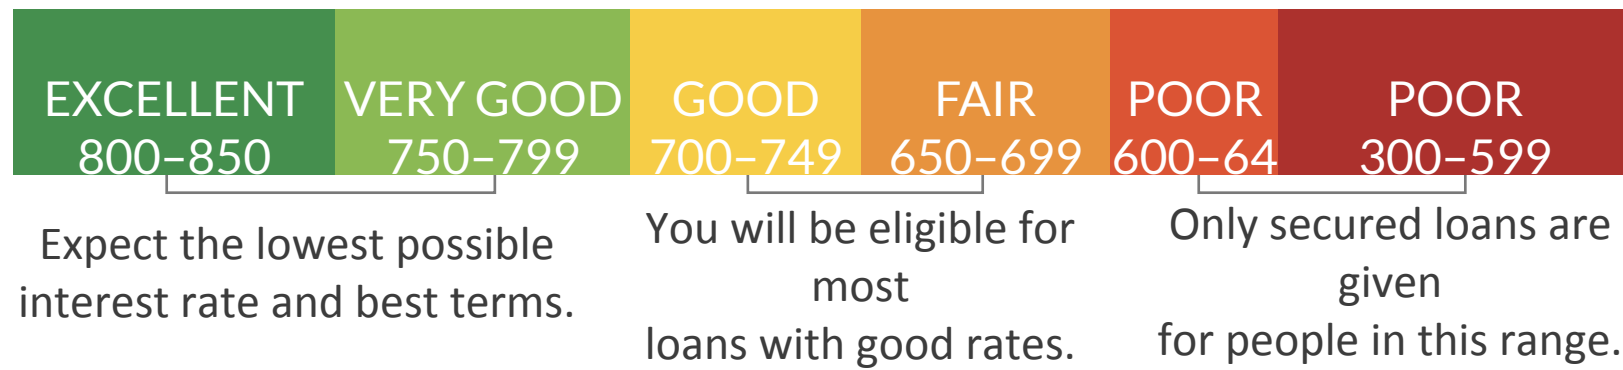 EXCELLENT
800–850
VERY GOOD
750–799
GOOD
700–749
FAIR
650–699
POOR
600–64
POOR
300–599
Expect the lowest possible
interest rate and best terms.
You will be eligible for
most
loans with good rates.
Only secured loans are
given
for people in this range.